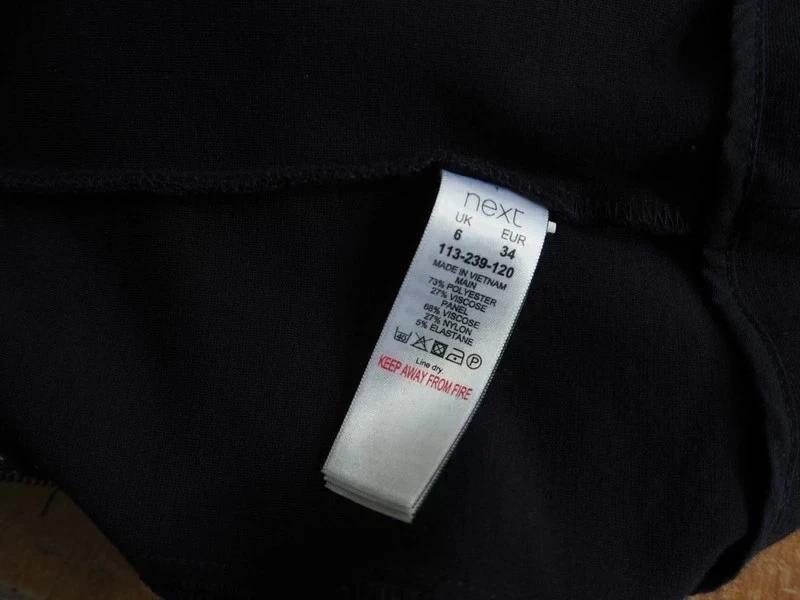 next
UK EUR
6 34
113-239-120
MADE IN VIETNAM
MAIN
73% POLYESTER
27% VISCOSE
PANEL
68% VISCOSE
27% NYLON
5% ELASTANE
40 P
Line dry.
KEEP AWAY FROM FIRE